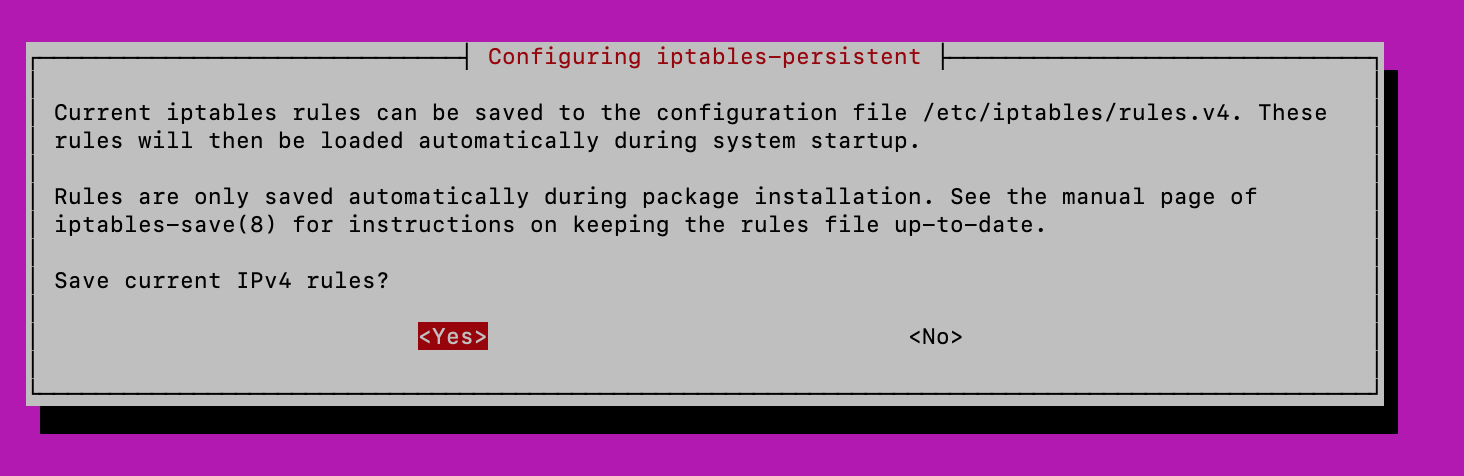 Configuring iptables-persistent
Current iptables rules can be saved to the configuration file /etc/iptables/rules.v4. These
rules will then be loaded automatically during system startup.
Rules are only saved automatically during package installation. See the manual page of
iptables-save(8) for instructions on keeping the rules file up-to-date.
Save current IPv4 rules?
<Yes> <No>